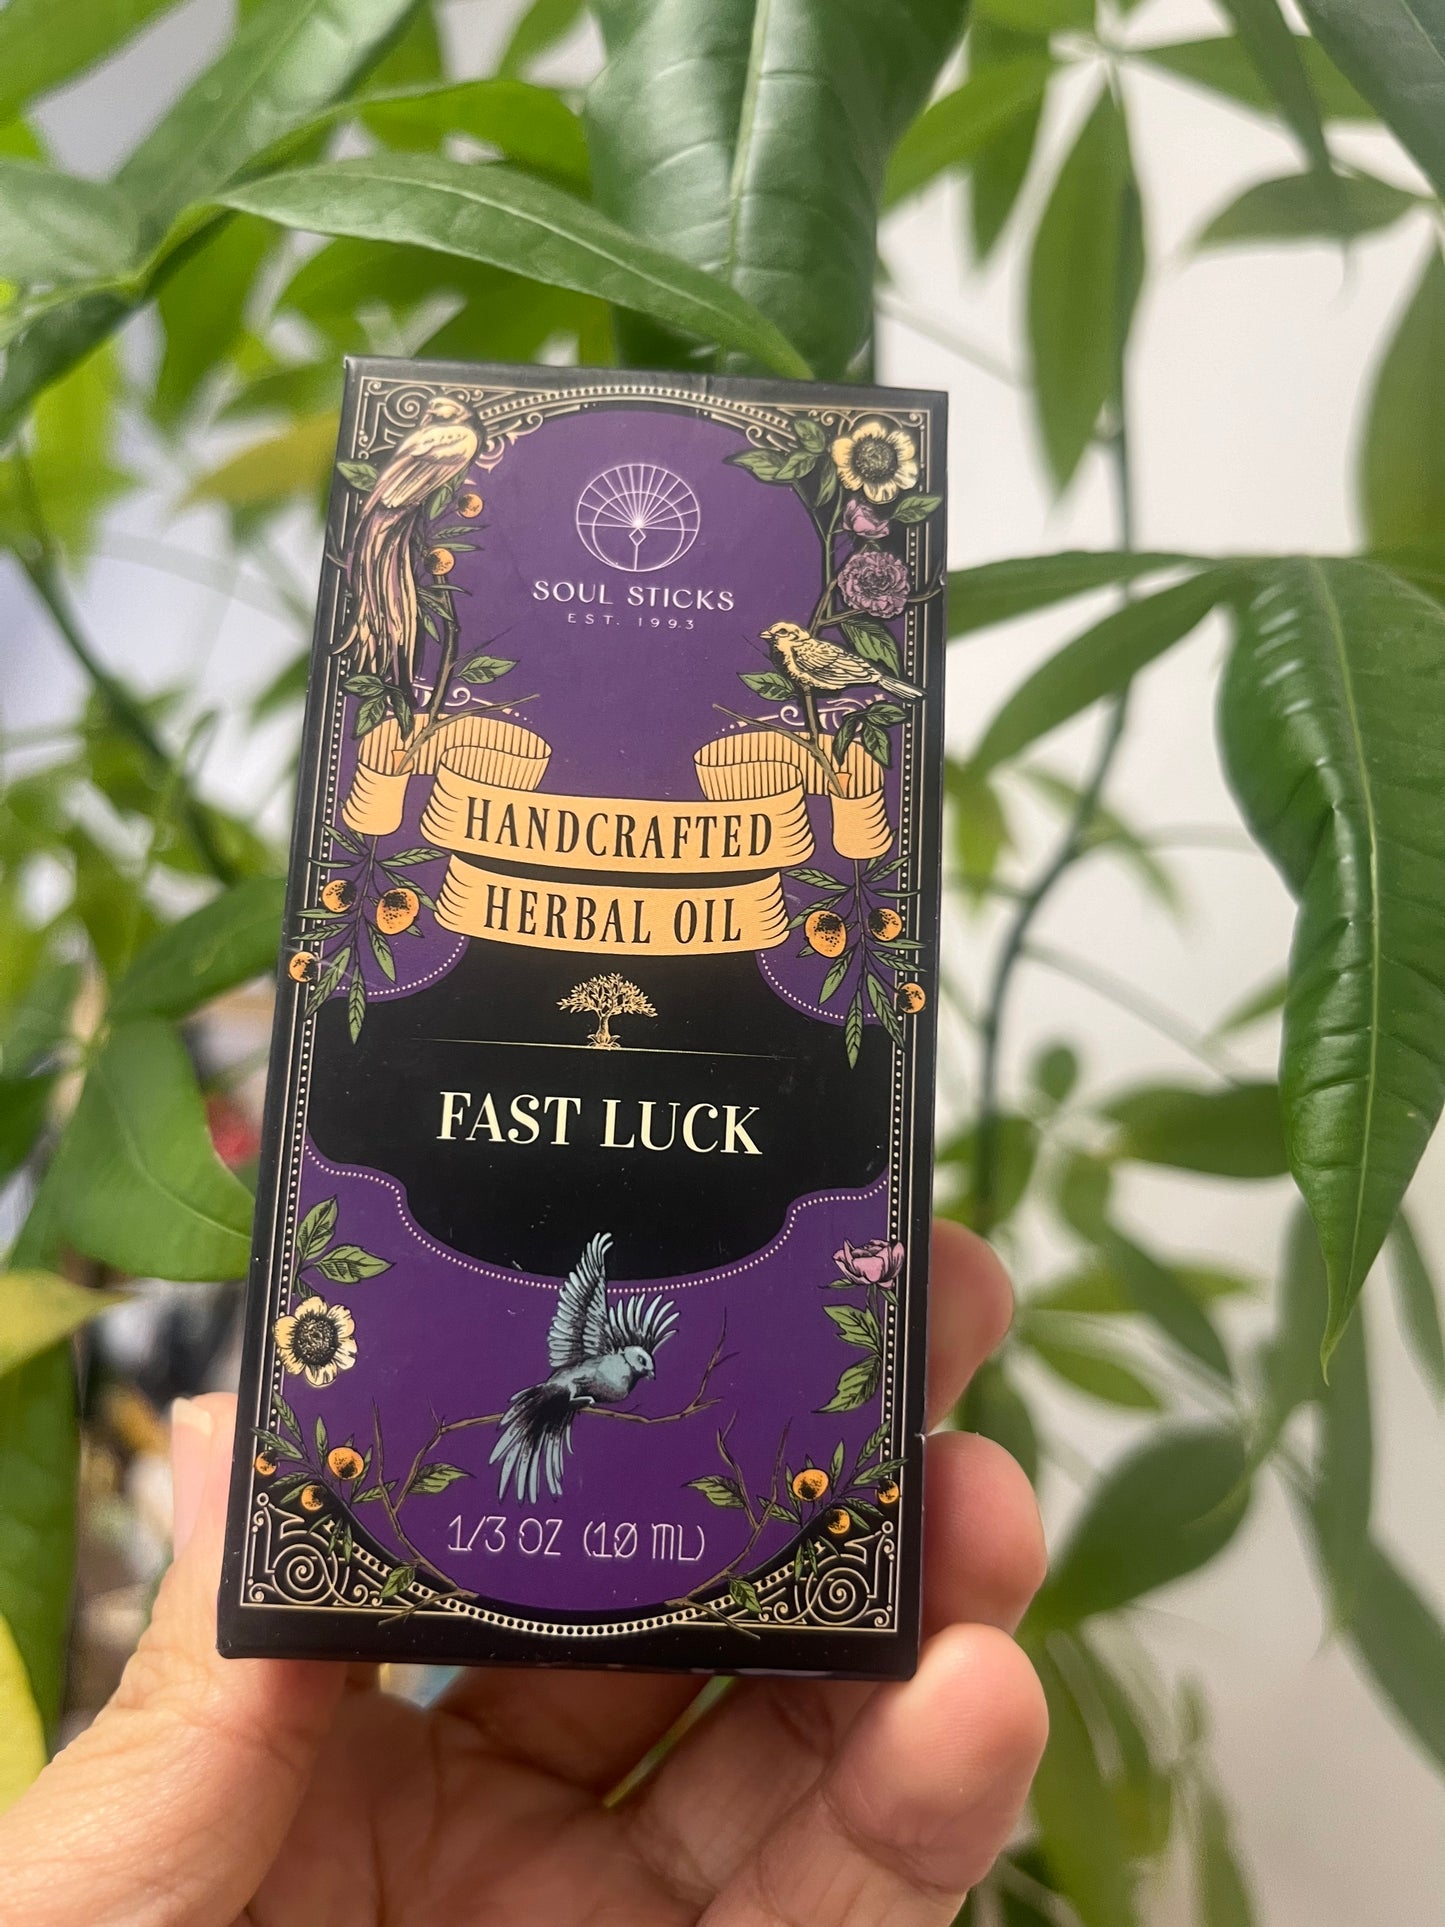 SOUL STICKS
EST. 1993
HANDCRAFTED
HERBAL OIL
FAST LUCK
1/3 OZ (10 ML)